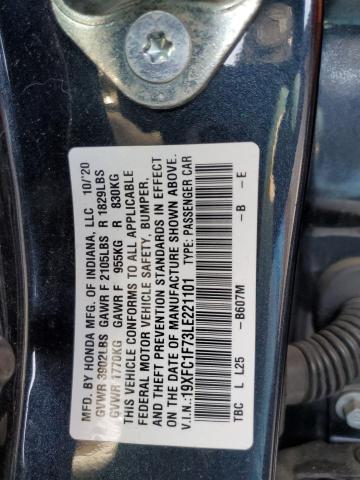 MFD. BY HONDA MFG. OF INDIANA, LLC 10/'20
GVWR 3902LBS GAWR F 2105LBS R 1829LBS
GVWR 1770KG GAWR F 955KG R 830KG
THIS VEHICLE CONFORMS TO ALL APPLICABLE
FEDERAL MOTOR VEHICLE SAFETY, BUMPER,
AND THEFT PREVENTION STANDARDS IN EFFECT
ON THE DATE OF MANUFACTURE SHOWN ABOVE.
V.I.N.:19XFC1F73LE221101 TYPE: PASSENGER CAR
-B607M -B -E
TBC L L25